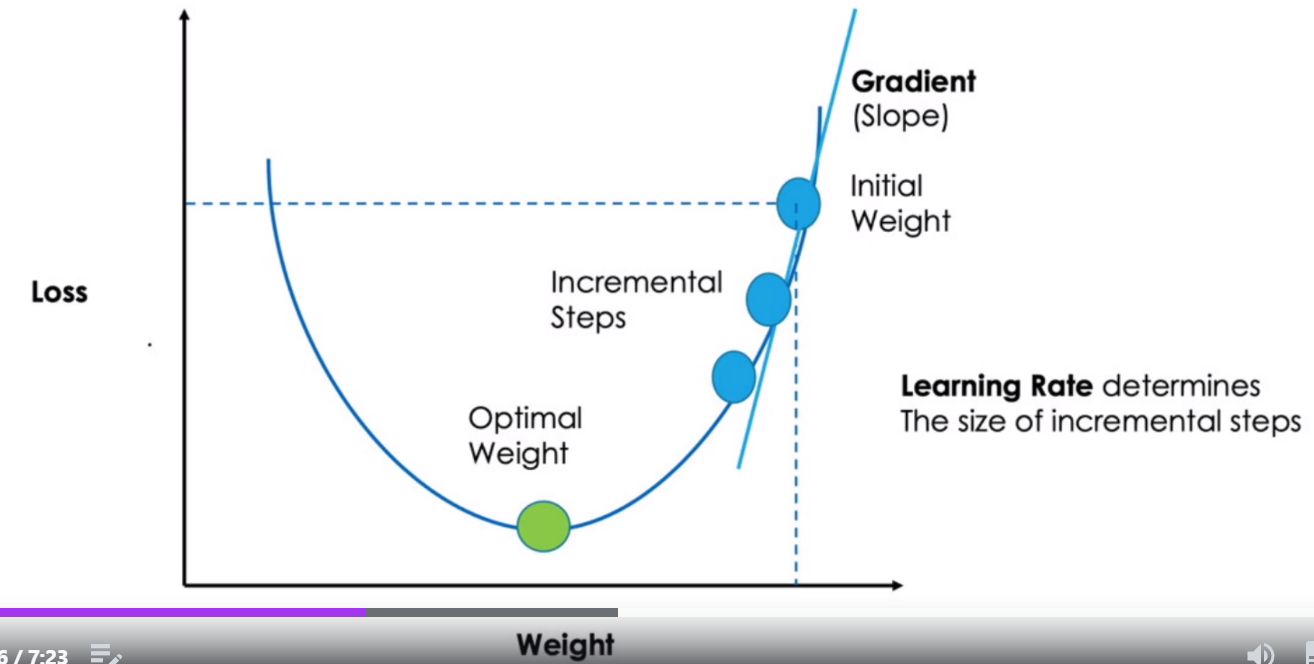 Gradient
(Slope)
Initial
Weight
Incremental
Steps
Loss
Learning Rate determines
The size of incremental steps
Optimal
Weight
Weight
6 / 7:23